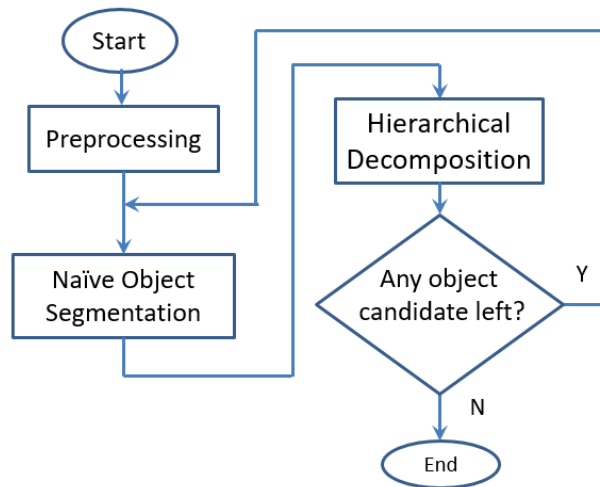 Start
Preprocessing
Naïve Object
Segmentation
Hierarchical
Decomposition
Any object
candidate left?
Y
N
End